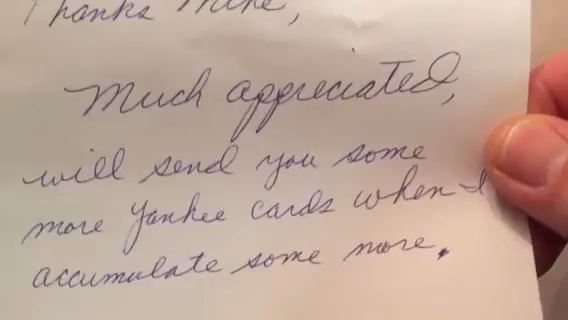 Thanks Mike,
Much appreciated,
will send you some
more Yankee cards when I
accumulate some more.